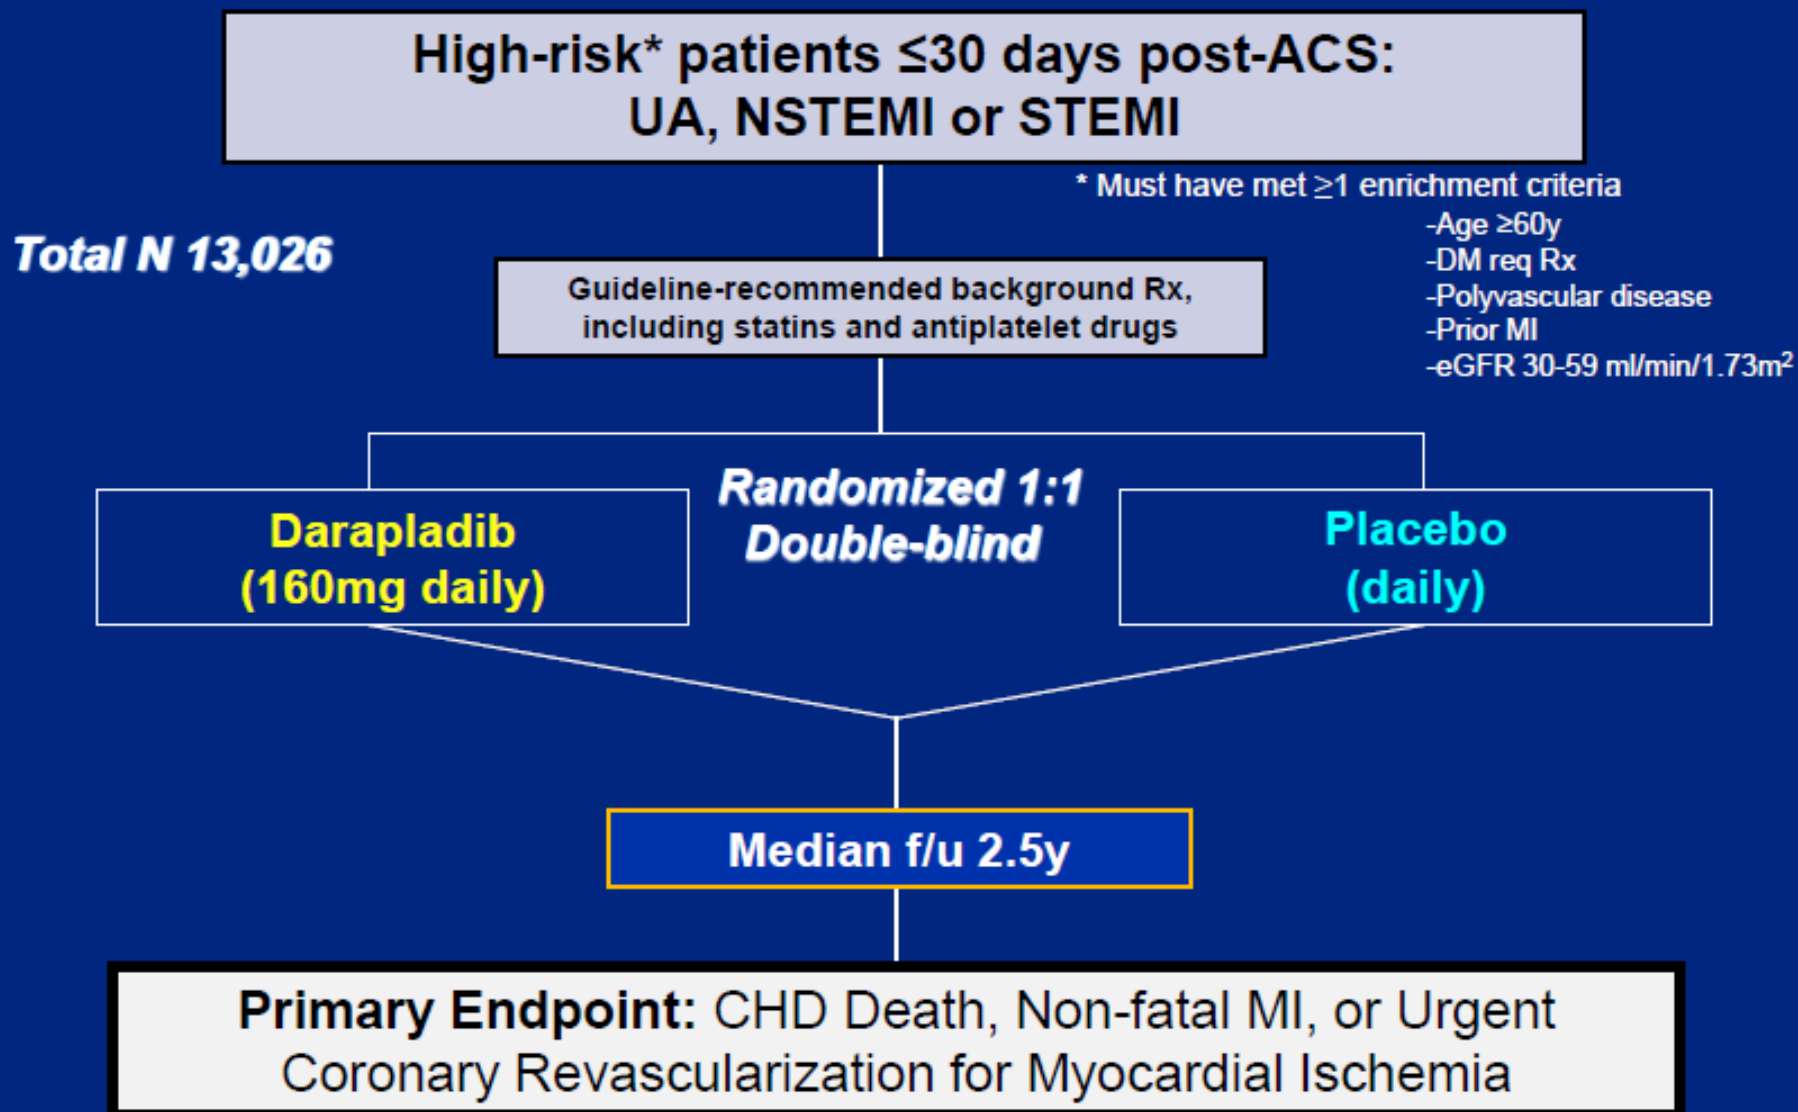 High-risk* patients ≤30 days post-ACS:
UA, NSTEMI or STEMI
* Must have met ≥1 enrichment criteria
-Age ≥60y
-DM req Rx
-Polyvascular disease
-Prior MI
-eGFR 30-59 ml/min/1.73m²
Total N 13,026
Guideline-recommended background Rx,
including statins and antiplatelet drugs
Randomized 1:1
Double-blind
Darapladib
(160mg daily)
Placebo
(daily)
Median f/u 2.5y
Primary Endpoint: CHD Death, Non-fatal MI, or Urgent
Coronary Revascularization for Myocardial Ischemia